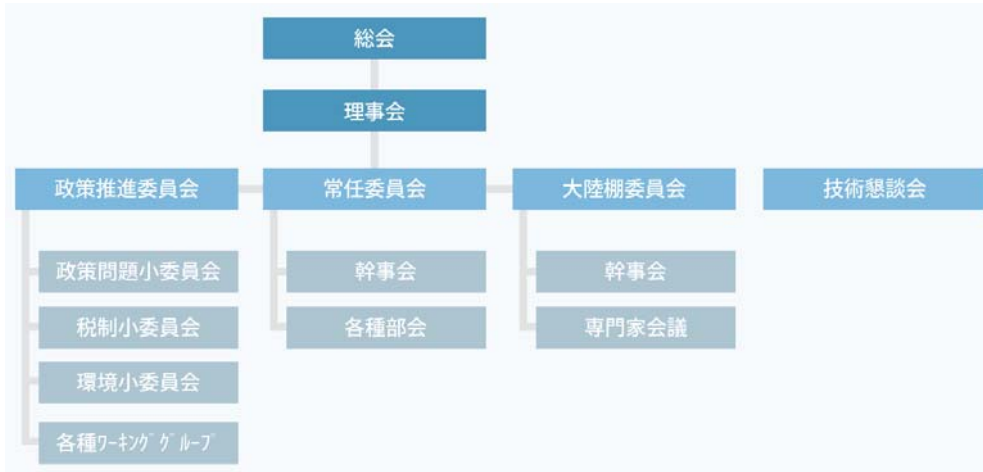 総会
理事会
政策推進委員会
常任委員会
大陸棚委員会
技術懇談会
政策問題小委員会
幹事会
幹事会
税制小委員会
各種部会
専門家会議
環境小委員会
各種ﾜｰｷﾝｸﾞｸﾞﾙｰﾌﾟ